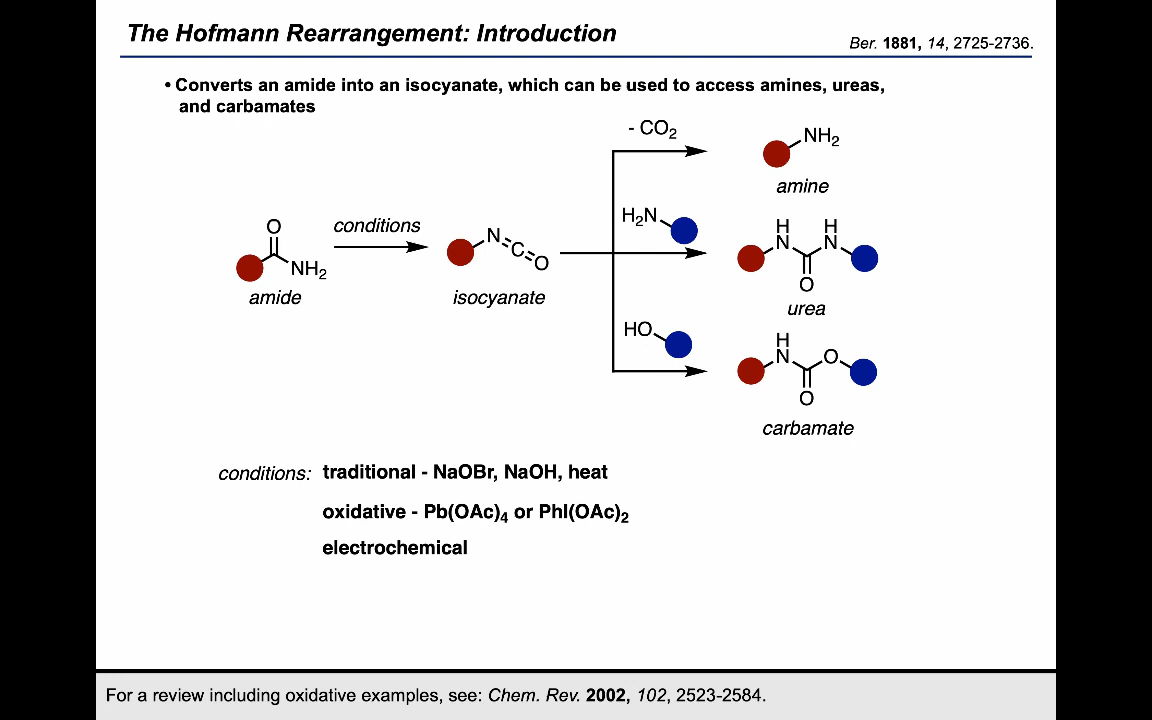 The Hofmann Rearrangement: Introduction
Ber. 1881, 14, 2725-2736.
• Converts an amide into an isocyanate, which can be used to access amines, ureas,
and carbamates
- CO2
NH2
amine
O
NH2
amide
conditions
N
C
O
isocyanate
H2N
H H
N N
O
urea
HO
H
N O
O
carbamate
conditions: traditional - NaOBr, NaOH, heat
oxidative - Pb(OAc)4 or PhI(OAc)2
electrochemical
For a review including oxidative examples, see: Chem. Rev. 2002, 102, 2523-2584.